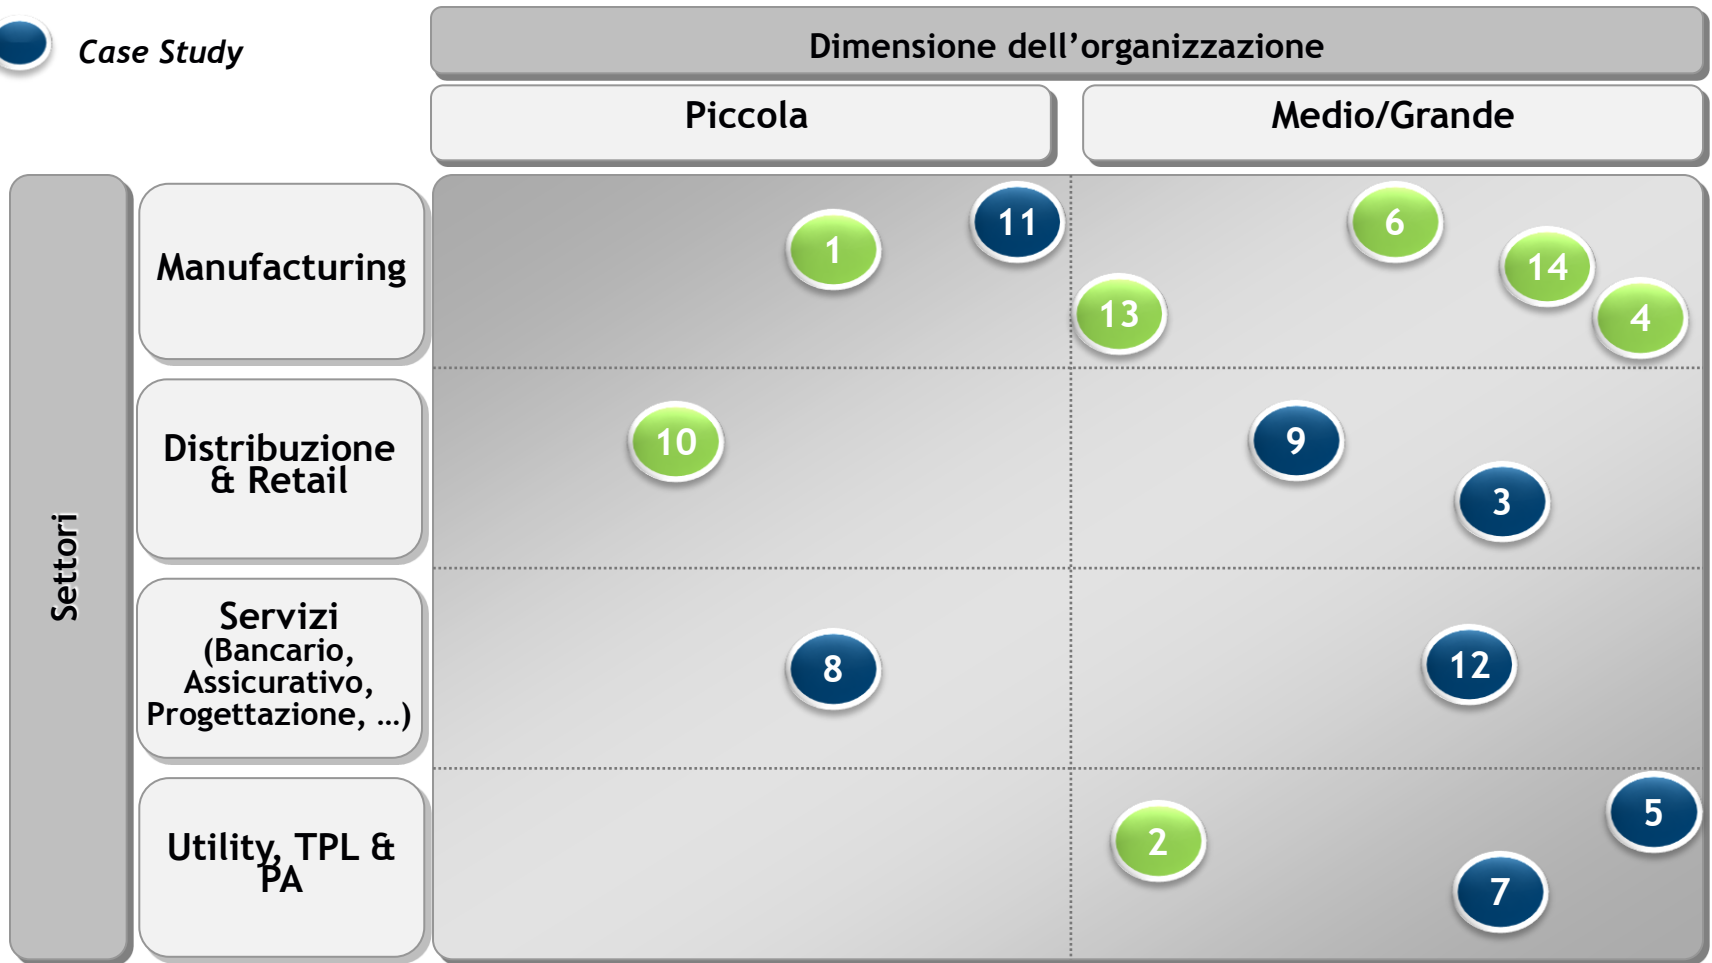 Case Study
Dimensione dell’organizzazione
Piccola
Medio/Grande
Settori
Manufacturing
1
11
6
13
14
4
Distribuzione
& Retail
10
9
3
Servizi
(Bancario,
Assicurativo,
Progettazione, …)
8
12
Utility, TPL &
PA
2
5
7